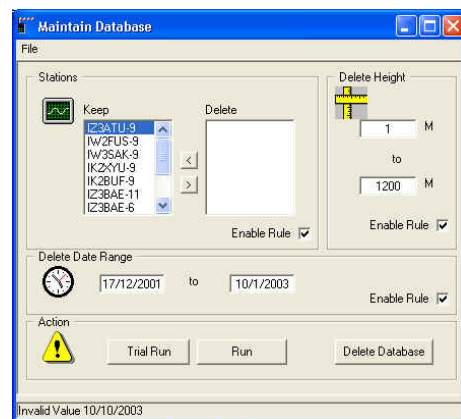 Maintain Database
File
Stations
Keep
Delete
IZ3ATU-9
IW2FUS-9
IW3SAK-9
IK2XYU-9
IK2BUF-9
IZ3BAE-11
IZ3BAE-6
<
>
Enable Rule
Delete Height
1 M
to
1200 M
Enable Rule
Delete Date Range
17/12/2001 to 10/1/2003
Enable Rule
Action
Trial Run Run Delete Database
Invalid Value 10/10/2003